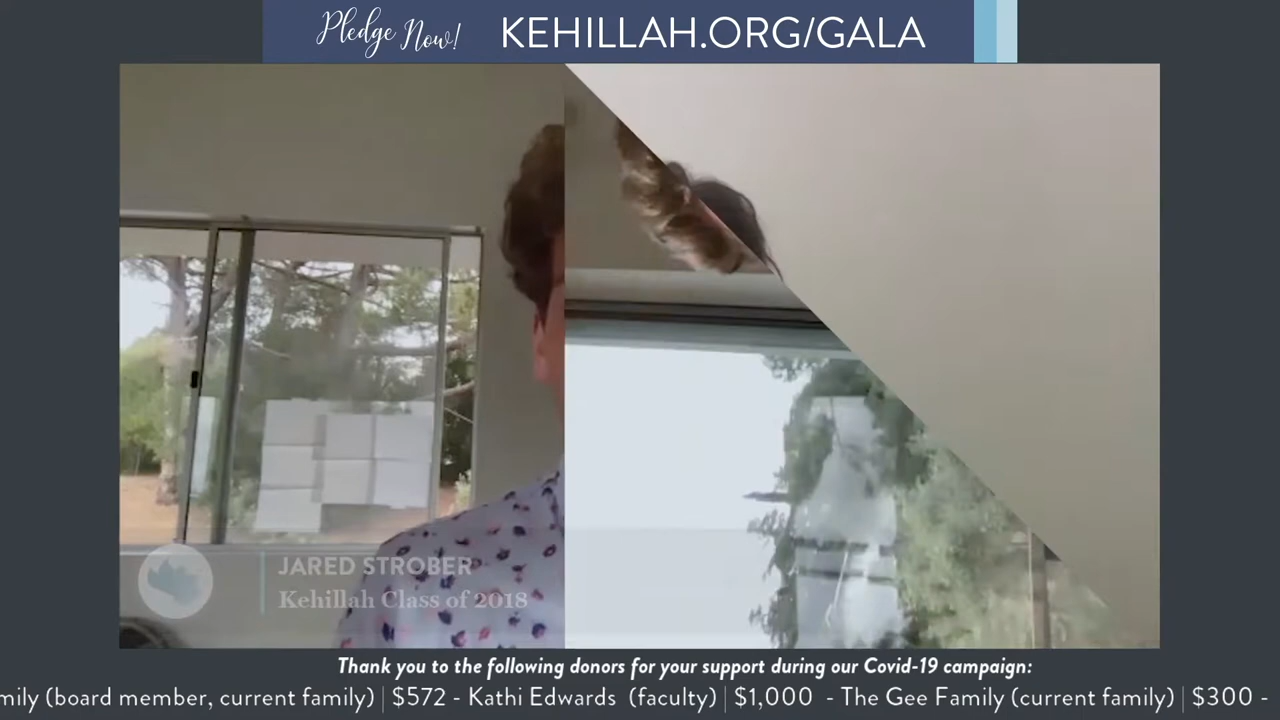 Pledge Now! KEHILLAH.ORG/GALA
JARED STROBER
Kehillah Class of 2018
Thank you to the following donors for your support during our Covid-19 campaign:
mily (board member, current family) | $572 - Kathi Edwards (faculty) | $1,000 - The Gee Family (current family) | $300 -